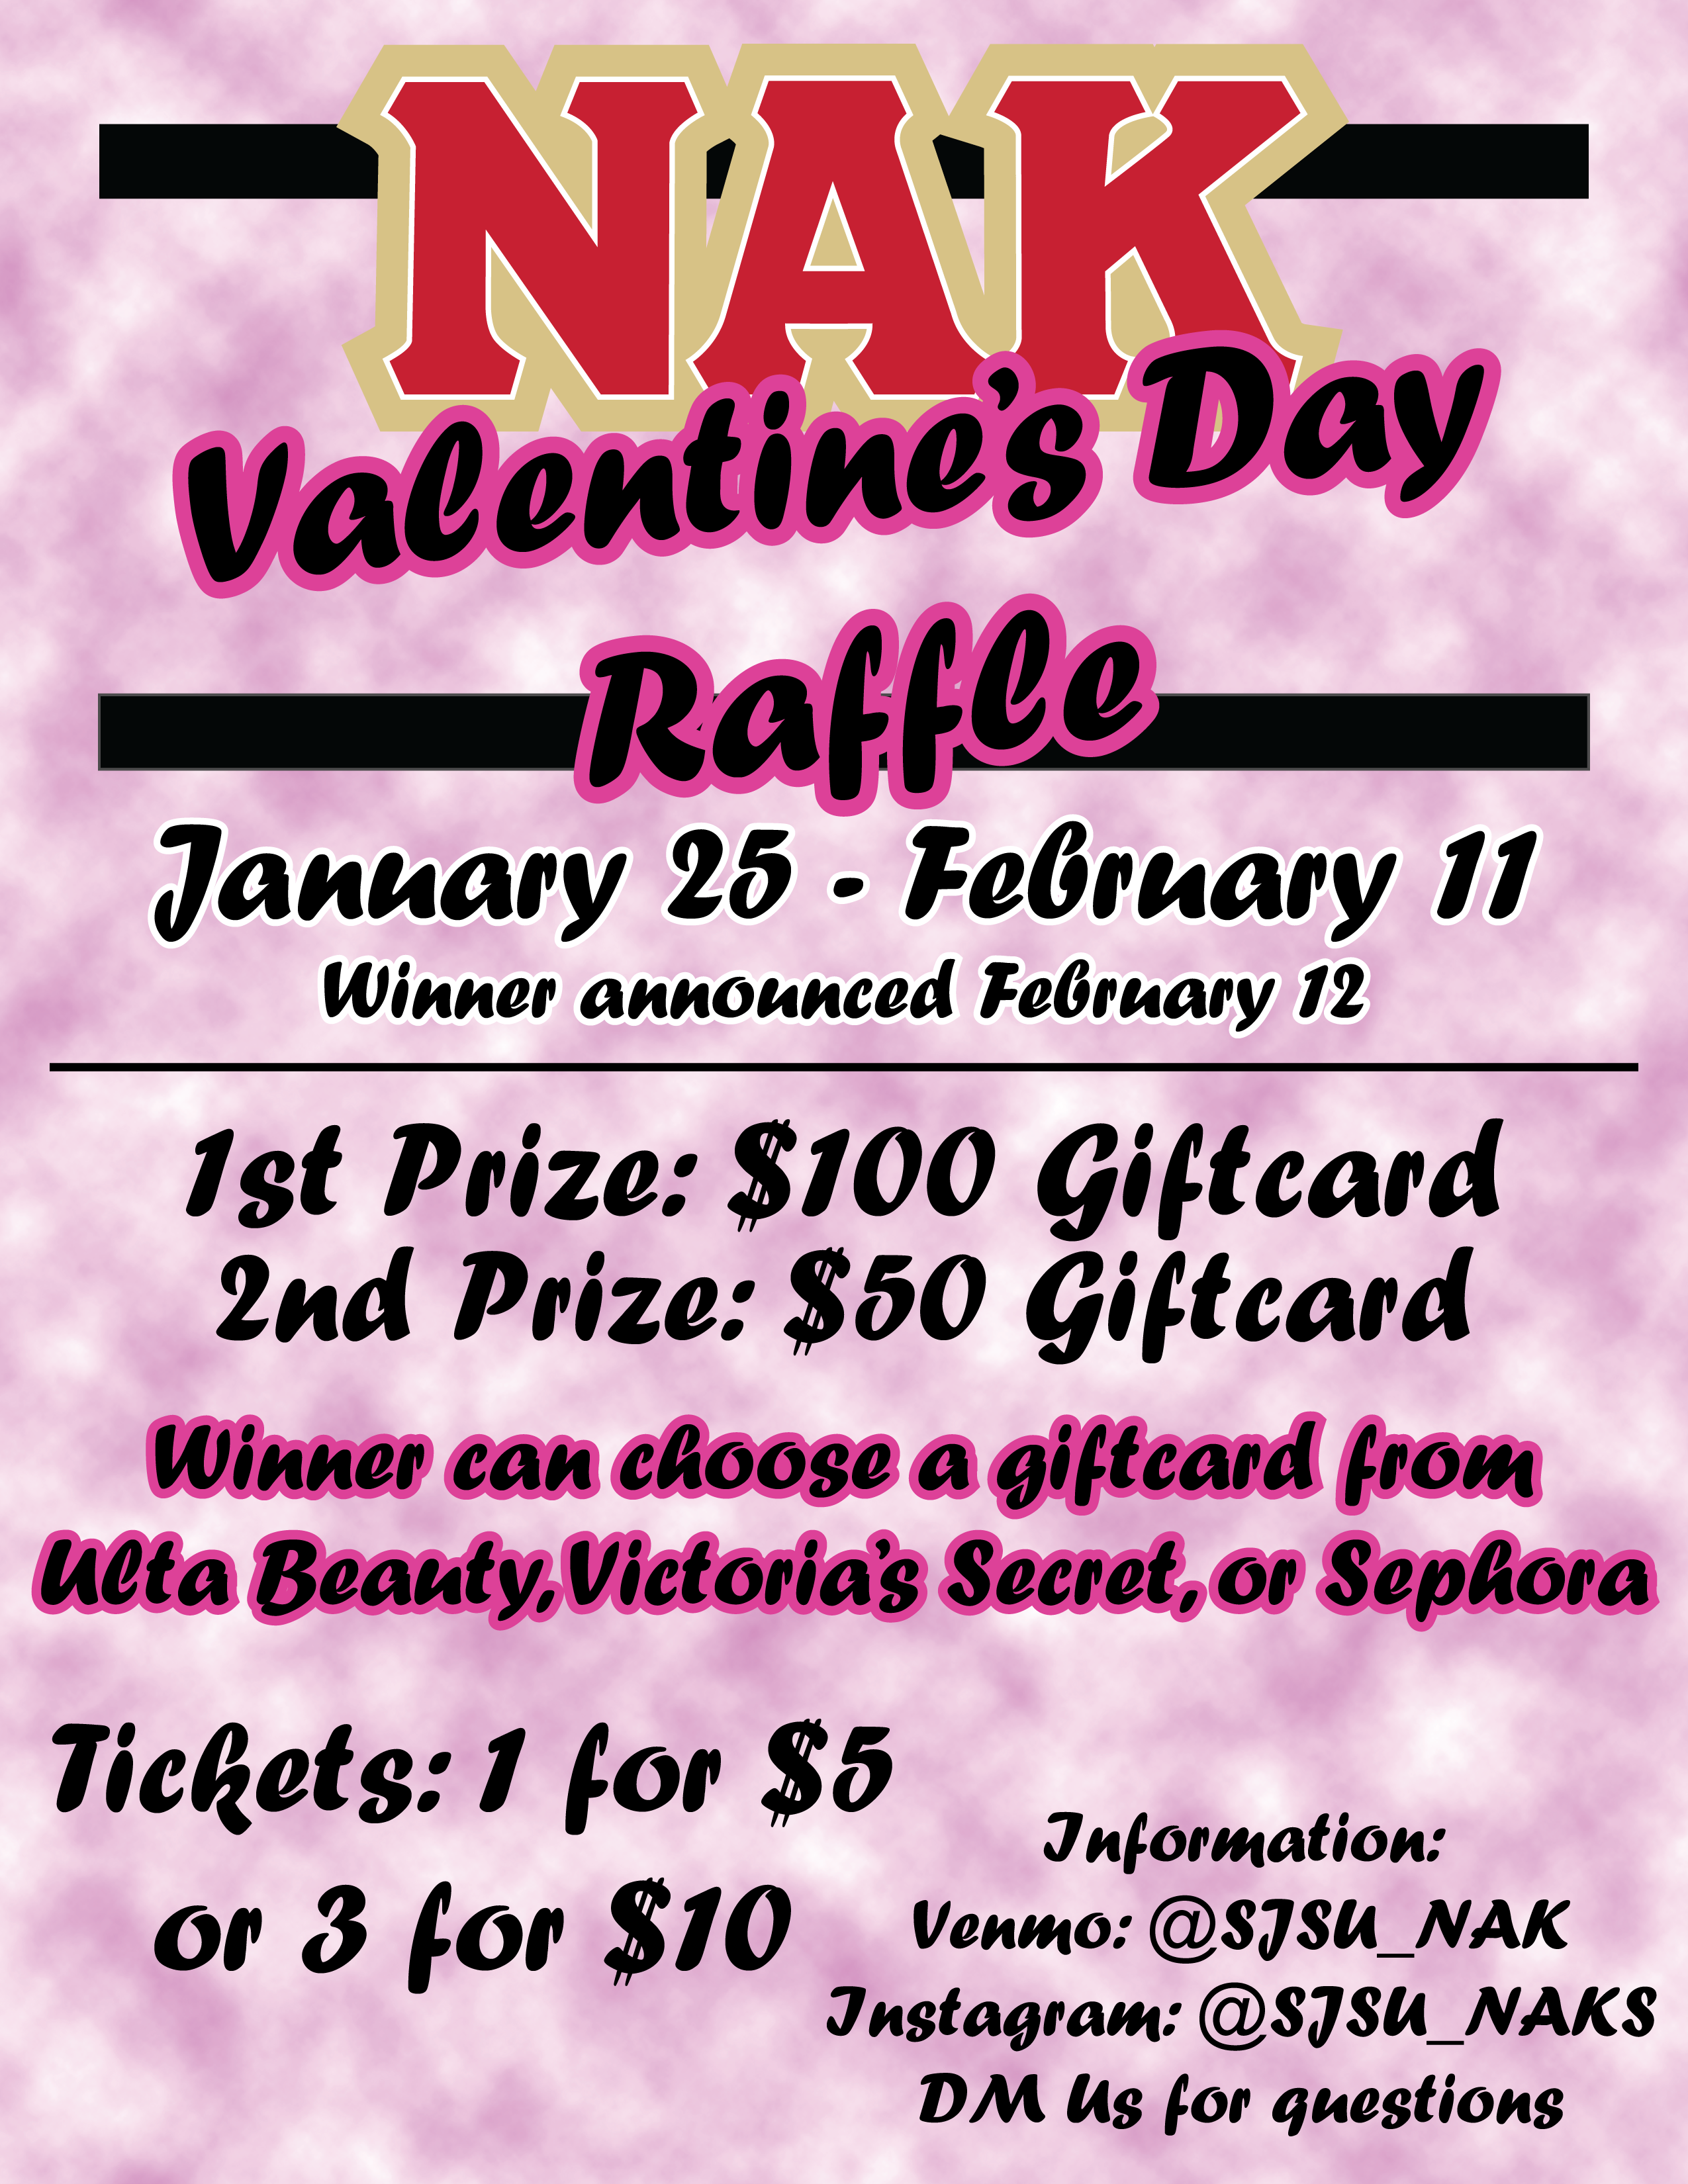 NAK
Valentine's Day
Raffle
January 25 - February 11
Winner announced February 12
1st Prize: $100 Giftcard
2nd Prize: $50 Giftcard
Winner can choose a giftcard from
Ulta Beauty, Victoria's Secret, or Sephora
Tickets: 1 for $5
or 3 for $10
Information:
Venmo: @SJSU_NAK
Instagram: @SJSU_NAKS
DM Us for questions